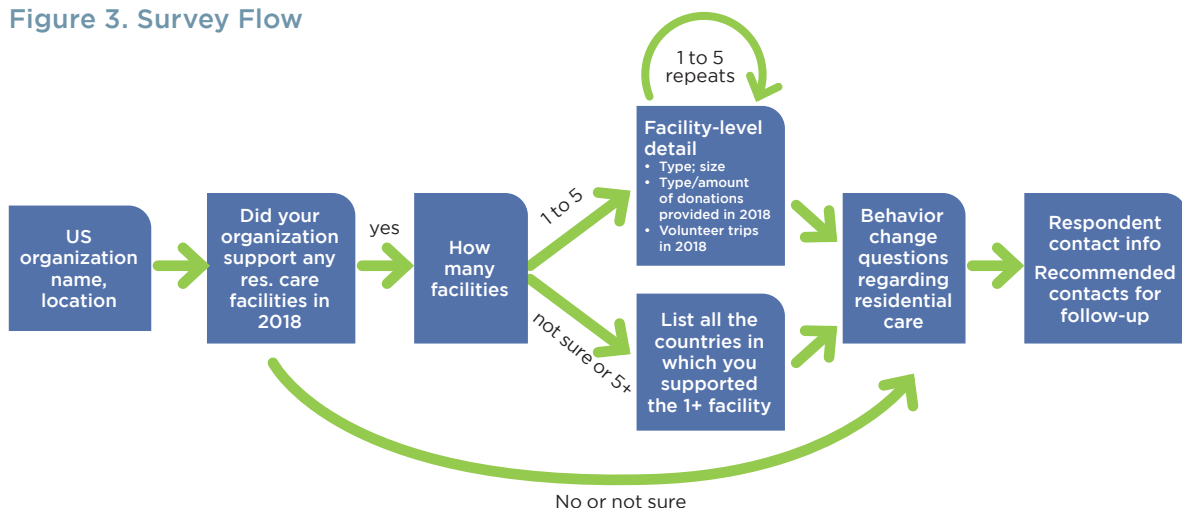 Figure 3. Survey Flow
US
organization
name,
location
Did your
organization
support any
res. care
facilities in
2018
yes
How
many
facilities
1 to 5
not sure or 5+
1 to 5
repeats
Facility-level
detail
• Type; size
• Type/amount
of donations
provided in 2018
• Volunteer trips
in 2018
List all the
countries in
which you
supported
the 1+ facility
Behavior
change
questions
regarding
residential
care
Respondent
contact info
Recommended
contacts for
follow-up
No or not sure